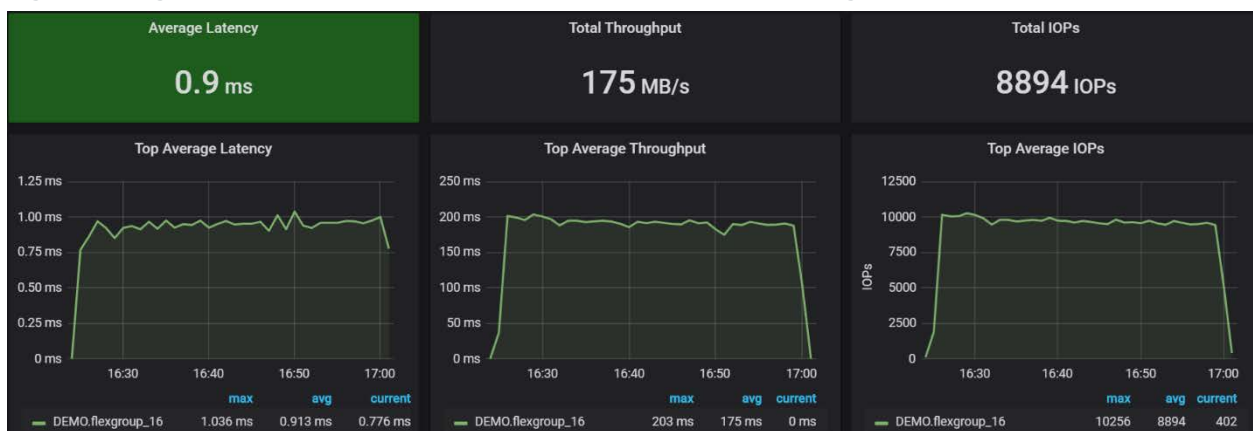 Average Latency
0.9 ms
Total Throughput
175 MB/s
Total IOPs
8894 IOPs
Top Average Latency
1.25 ms
1.00 ms
0.75 ms
0.50 ms
0.25 ms
0 ms
16:30 16:40 16:50 17:00
max avg current
DEMO.flexgroup_16 1.036 ms 0.913 ms 0.776 ms
Top Average Throughput
250 ms
200 ms
150 ms
100 ms
50 ms
0 ms
16:30 16:40 16:50 17:00
max avg current
DEMO.flexgroup_16 203 ms 175 ms 0 ms
Top Average IOPs
IOPs
12500
10000
7500
5000
2500
0
16:30 16:40 16:50 17:00
max avg current
DEMO.flexgroup_16 10256 8894 402